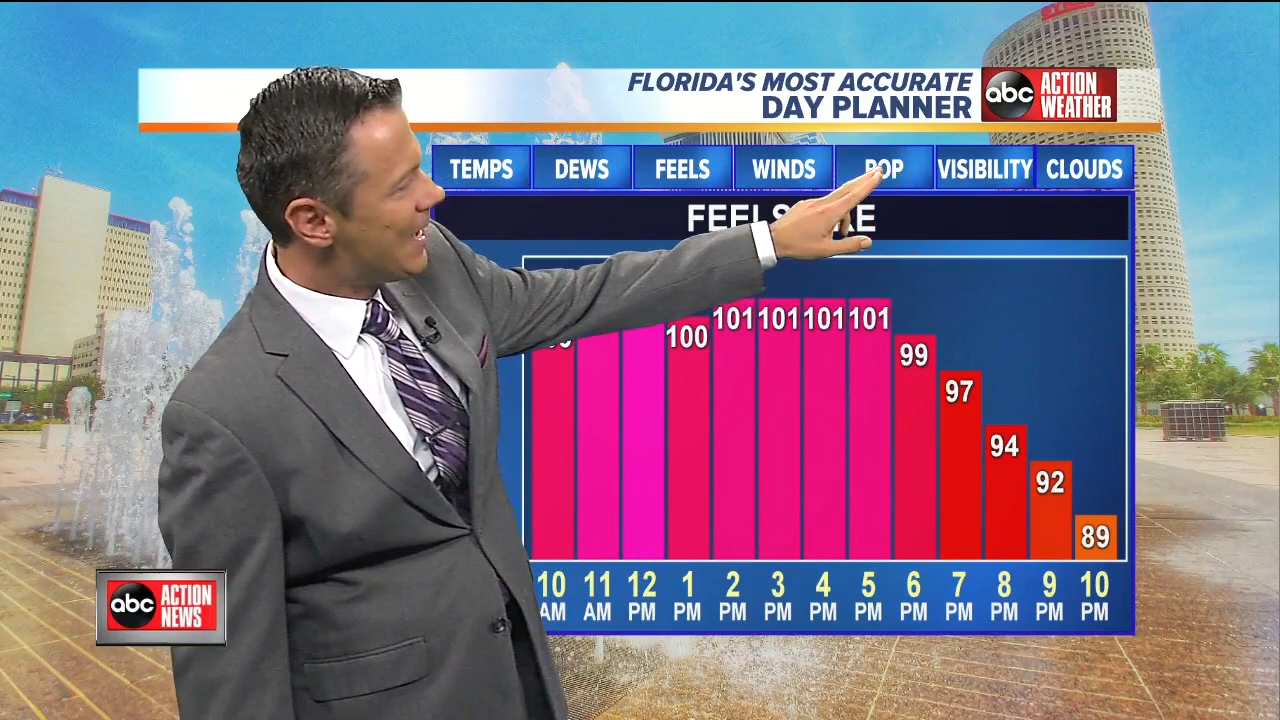 FLORIDA'S MOST ACCURATE
DAY PLANNER
abc ACTION WEATHER
TEMPS DEWS FEELS WINDS POP VISIBILITY CLOUDS
FEELS
100 101 101 101 101 99 97 94 92 89
10 AM 11 AM 12 PM 1 PM 2 PM 3 PM 4 PM 5 PM 6 PM 7 PM 8 PM 9 PM 10 PM
abc ACTION NEWS